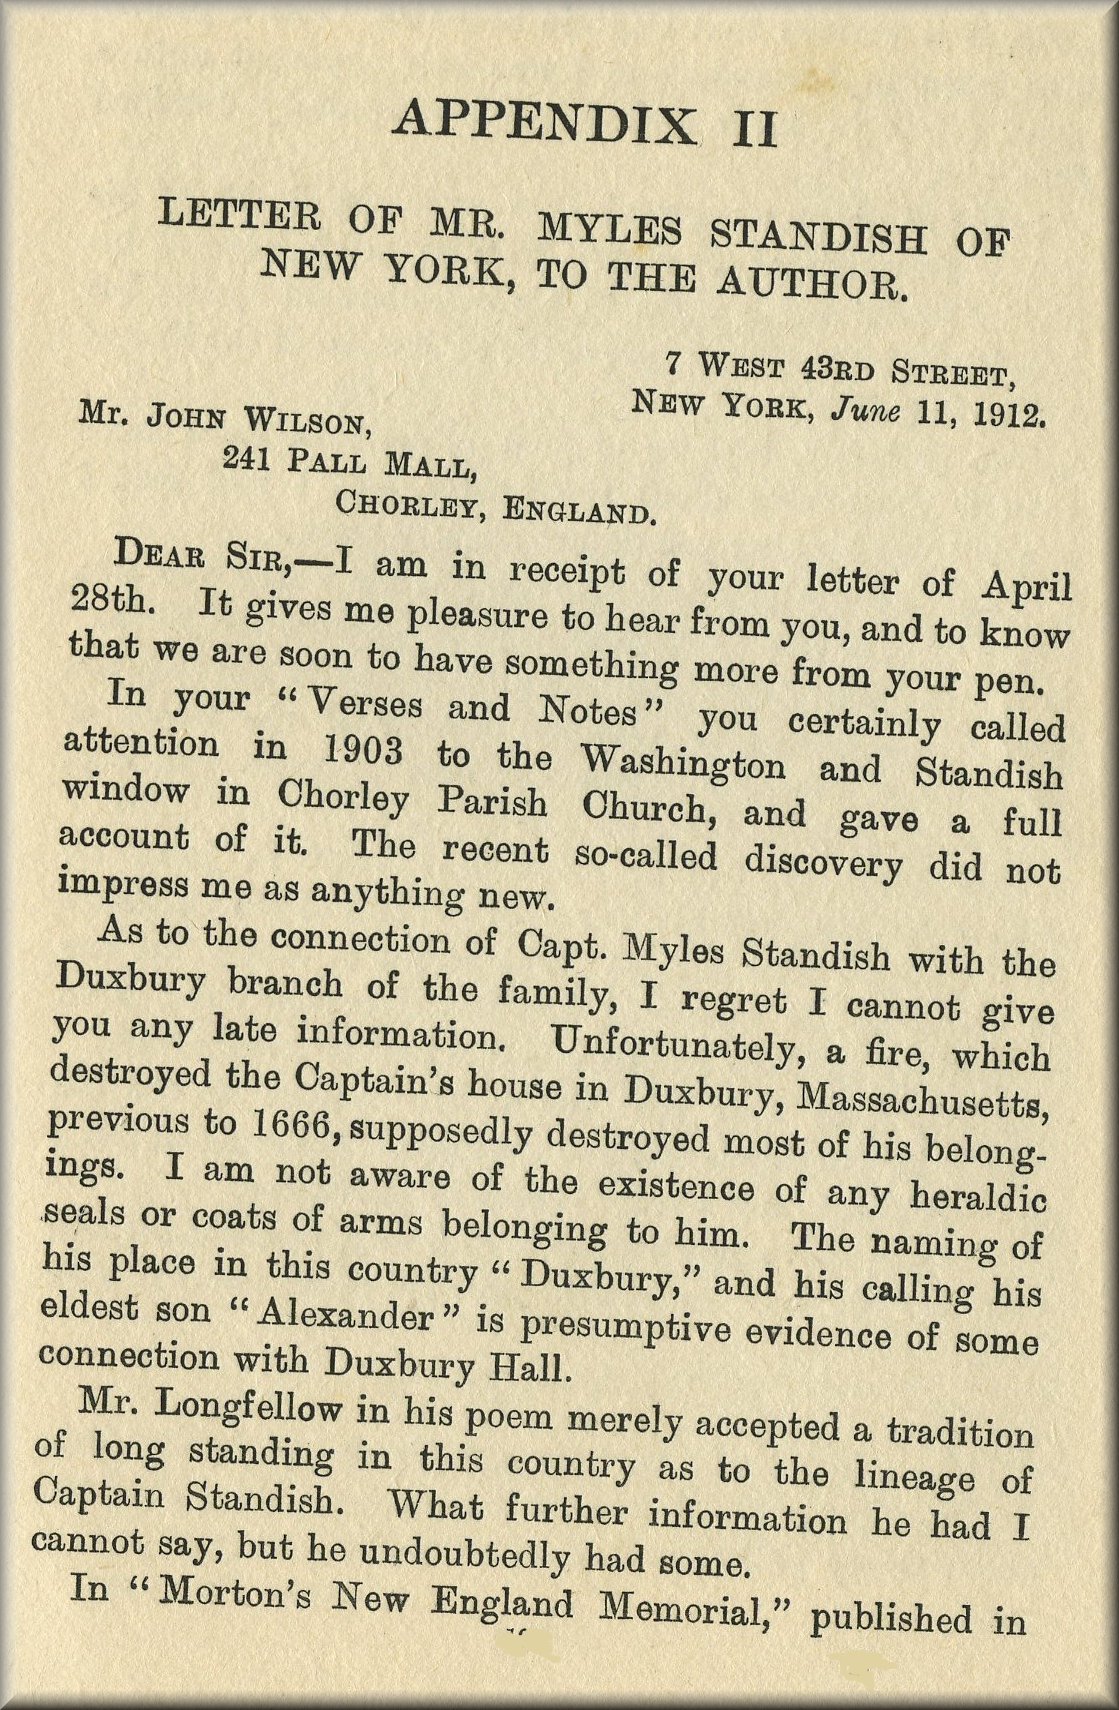 APPENDIX II
LETTER OF MR. MYLES STANDISH OF
NEW YORK, TO THE AUTHOR.
7 WEST 43RD STREET,
NEW YORK, June 11, 1912.
Mr. JOHN WILSON,
241 PALL MALL,
CHORLEY, ENGLAND.
DEAR SIR,—I am in receipt of your letter of April
28th. It gives me pleasure to hear from you, and to know
that we are soon to have something more from your pen.
In your “Verses and Notes” you certainly called
attention in 1903 to the Washington and Standish
window in Chorley Parish Church, and gave a full
account of it. The recent so-called discovery did not
impress me as anything new.
As to the connection of Capt. Myles Standish with the
Duxbury branch of the family, I regret I cannot give
you any late information. Unfortunately, a fire, which
destroyed the Captain’s house in Duxbury, Massachusetts,
previous to 1666, supposedly destroyed most of his belong-
ings. I am not aware of the existence of any heraldic
seals or coats of arms belonging to him. The naming of
his place in this country “Duxbury,” and his calling his
eldest son “Alexander” is presumptive evidence of some
connection with Duxbury Hall.
Mr. Longfellow in his poem merely accepted a tradition
of long standing in this country as to the lineage of
Captain Standish. What further information he had I
cannot say, but he undoubtedly had some.
In “Morton’s New England Memorial,” published in